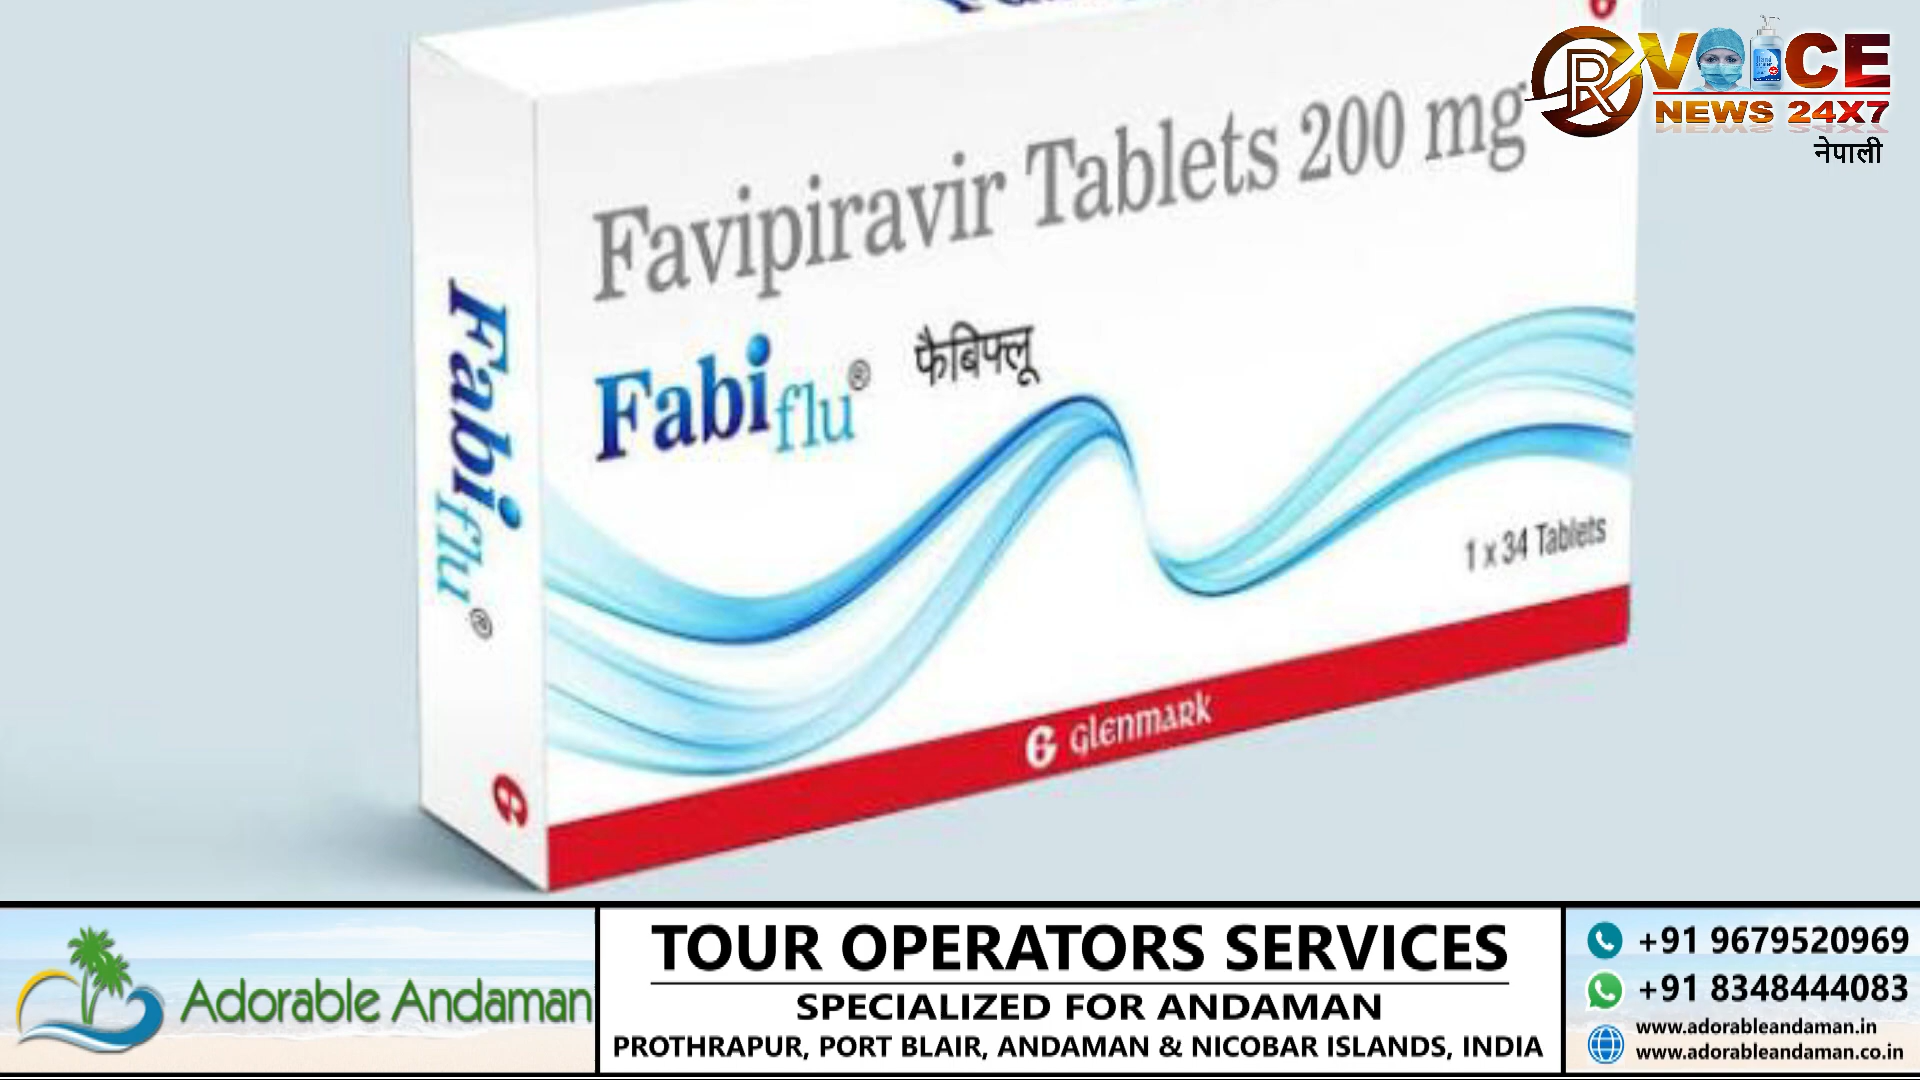 R VOICE
NEWS 24X7
नेपाली
Favipiravir Tablets 200 mg
Fabiflu®
फैबिफ्लू
Fabiflu®
1 x 34 Tablets
glenmark
Adorable Andaman
TOUR OPERATORS SERVICES
SPECIALIZED FOR ANDAMAN
PROTHRAPUR, PORT BLAIR, ANDAMAN & NICOBAR ISLANDS, INDIA
+91 9679520969
+91 8348444083
www.adorableandaman.in
www.adorableandaman.co.in